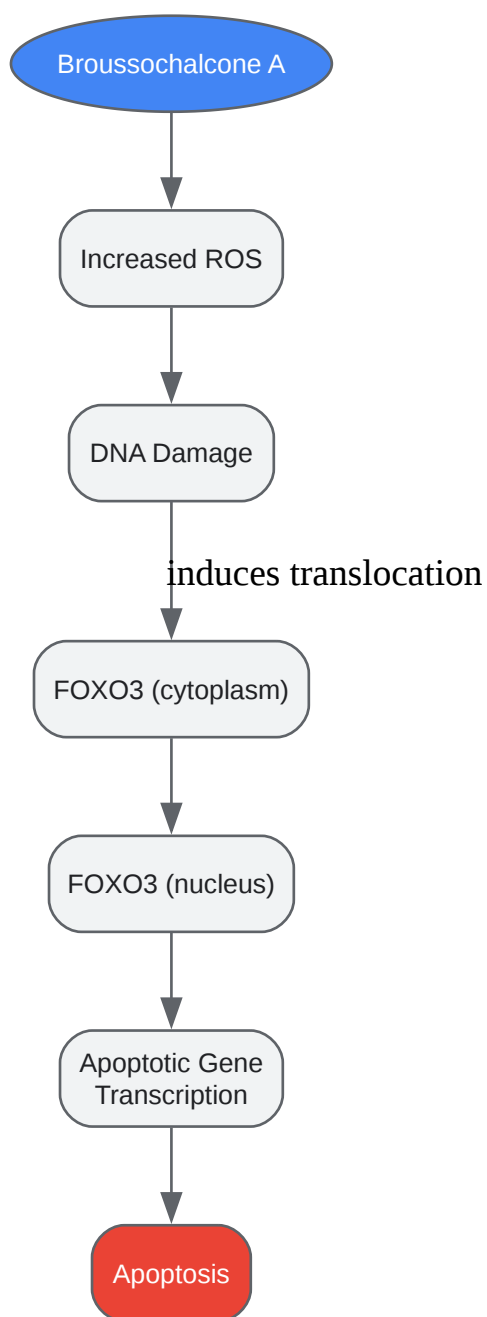 Broussochalcone A
Increased ROS
DNA Damage
induces translocation
FOXO3 (cytoplasm)
FOXO3 (nucleus)
Apoptotic Gene
Transcription
Apoptosis